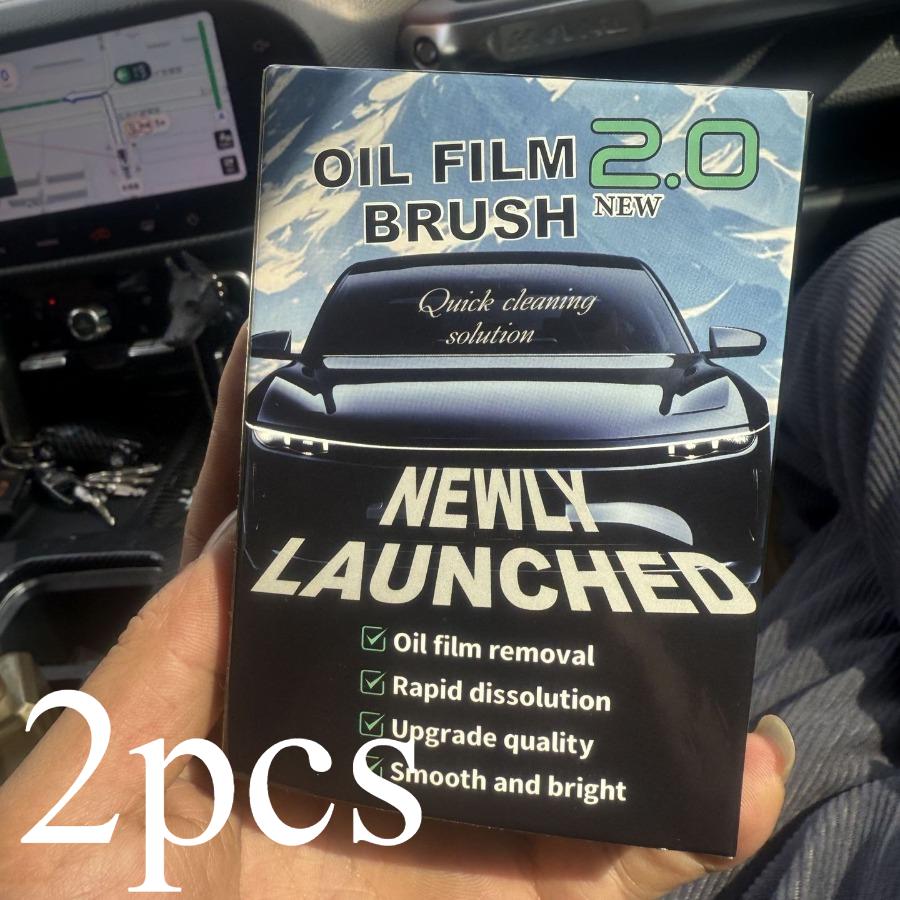 OIL FILM 2.0
BRUSH NEW
Quick cleaning
solution
NEWLY
LAUNCHED
Oil film removal
Rapid dissolution
Upgrade quality
Smooth and bright
2pcs